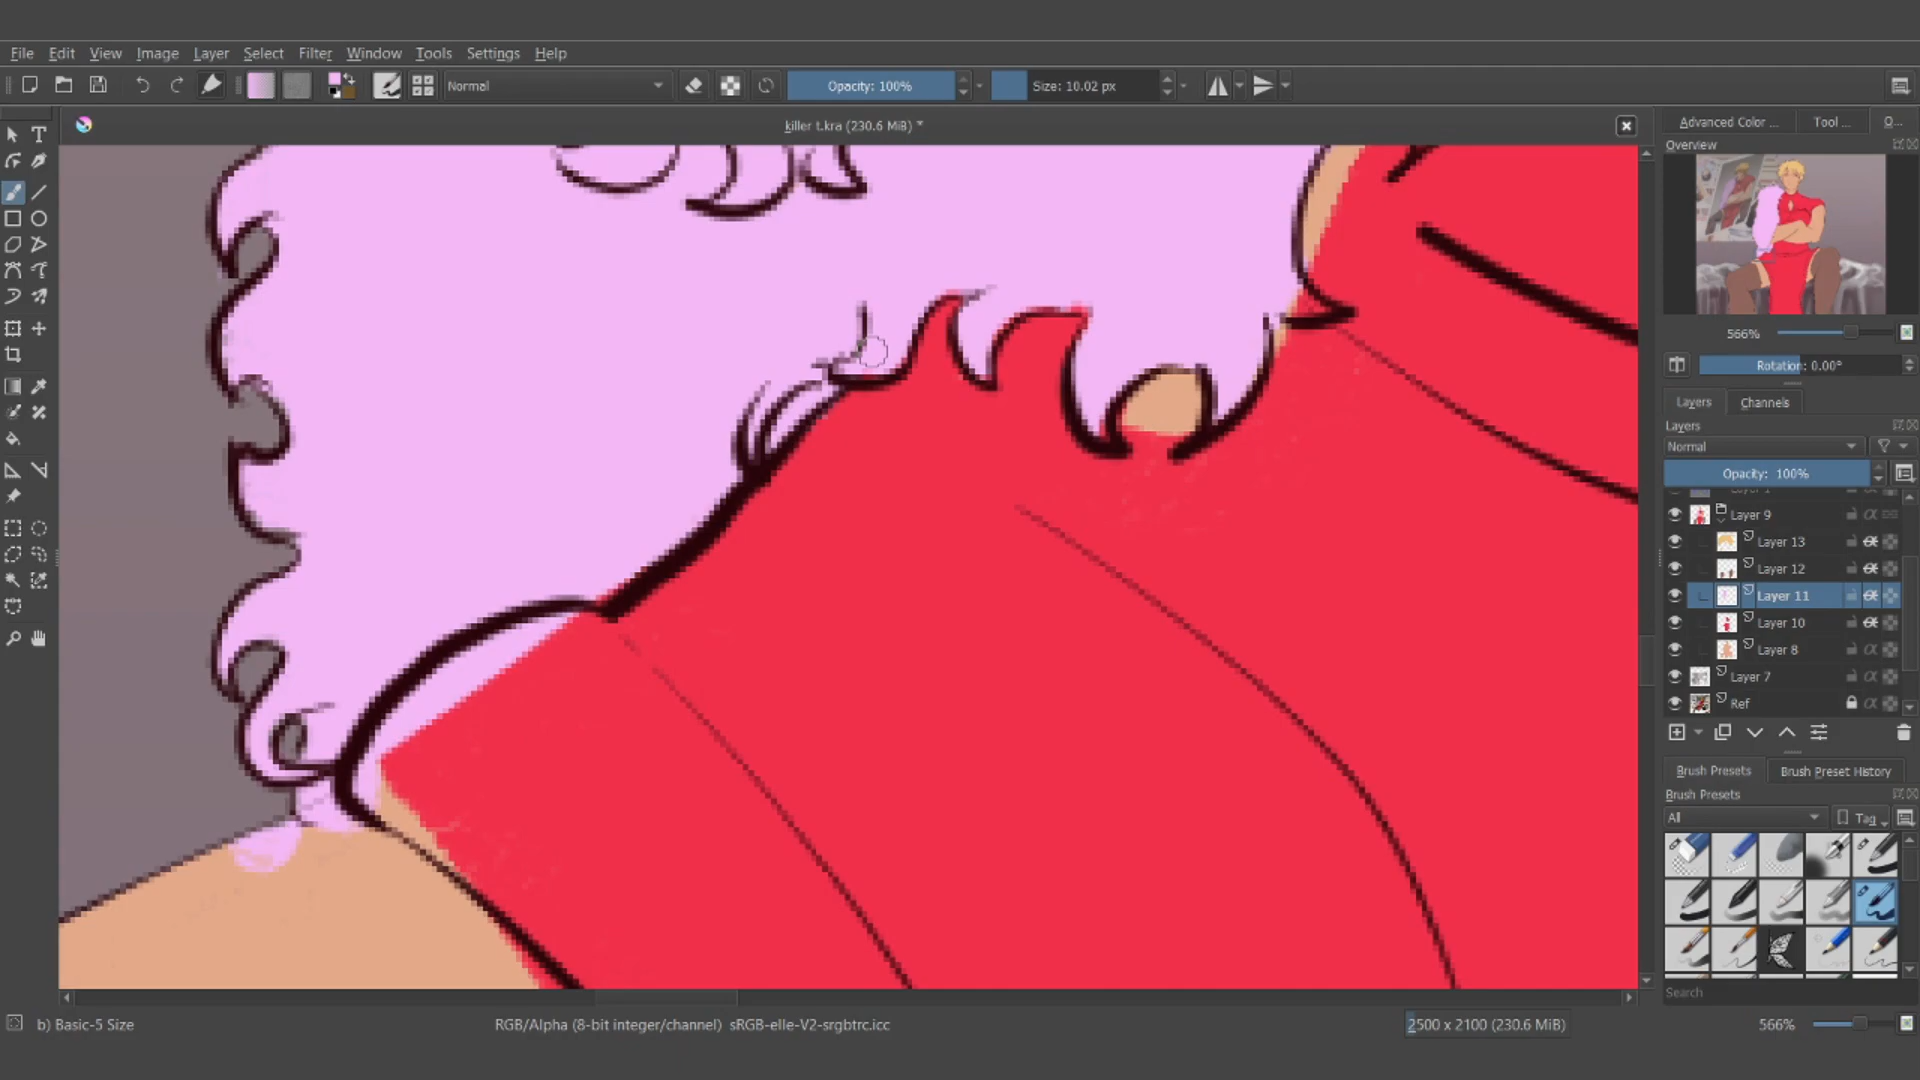 File Edit View Image Layer Select Filter Window Tools Settings Help
Normal Opacity: 100% Size: 10.02 px
killer t.kra (230.6 MiB) *
Advanced Color ... Tool ... O...
Overview
566%
Rotation: 0.00°
Layers Channels
Layers
Normal
Opacity: 100%
Layer 9
Layer 13
Layer 12
Layer 11
Layer 10
Layer 8
Layer 7
Ref
Brush Presets Brush Preset History
Brush Presets
All Tag
Search
b) Basic-5 Size RGB/Alpha (8-bit integer/channel) sRGB-elle-V2-srgbtrc.icc 2500 x 2100 (230.6 MiB) 566%